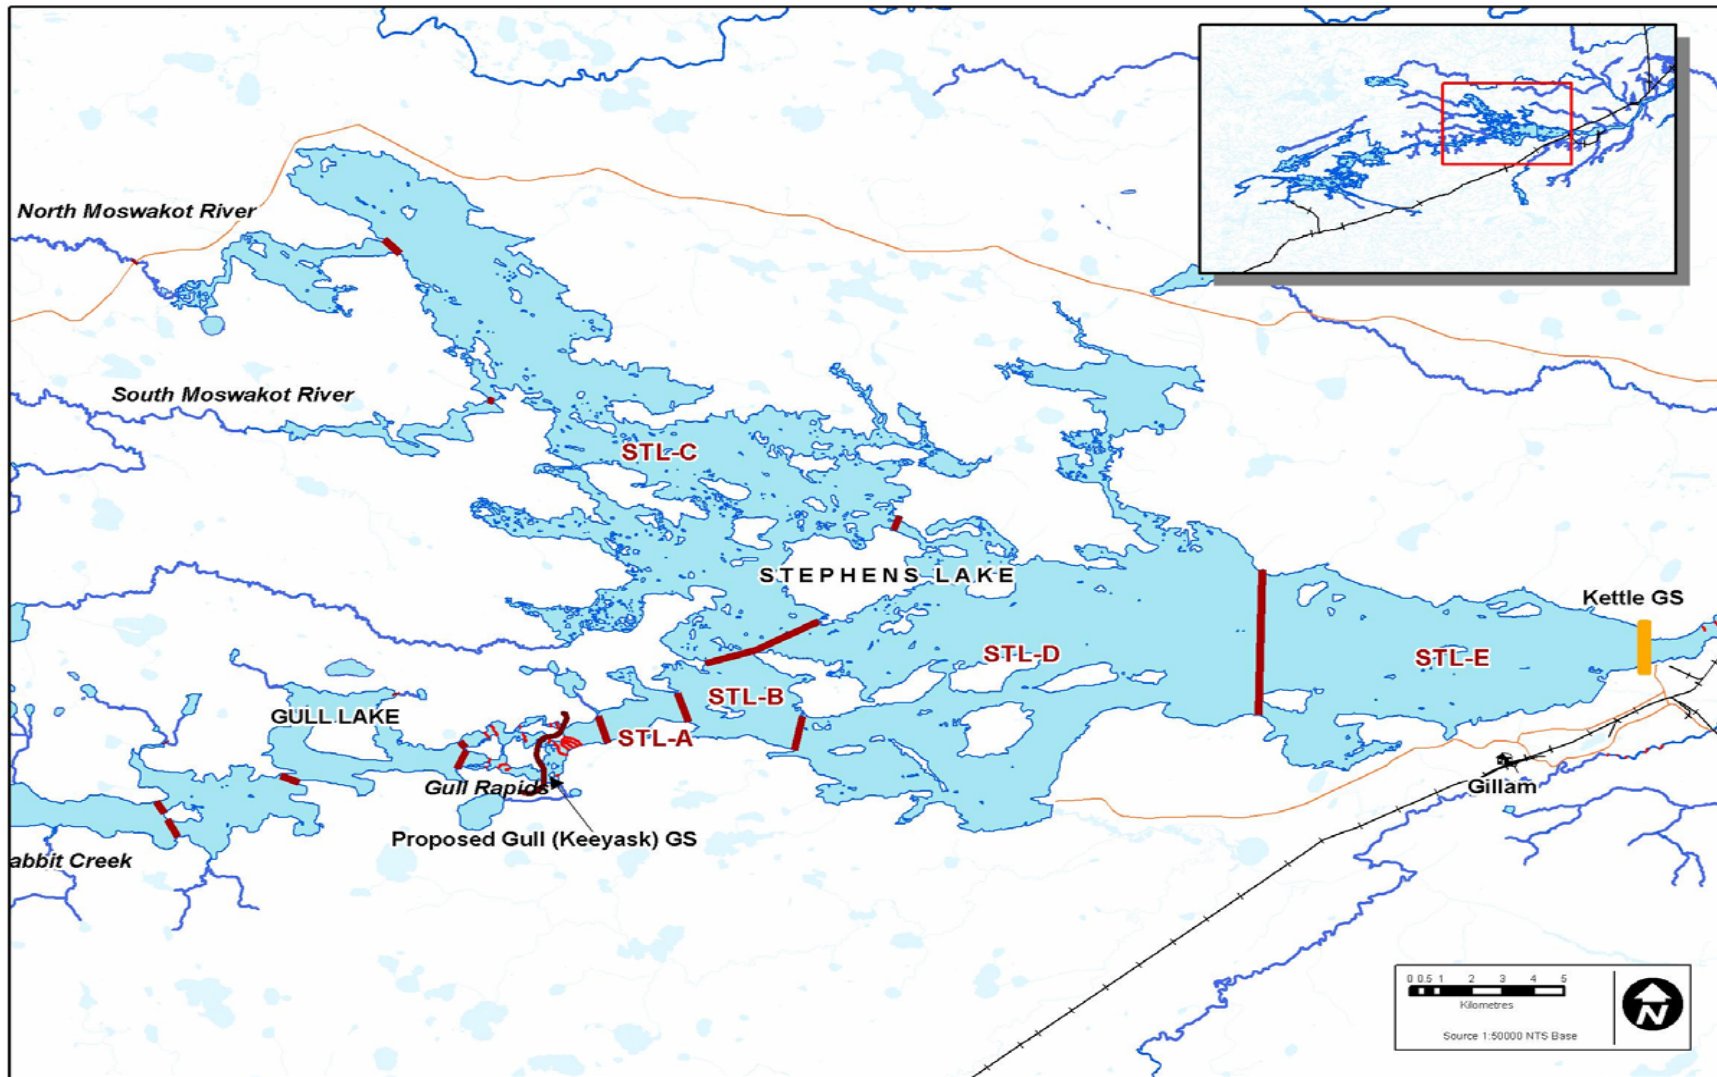 North Moswakot River
South Moswakot River
STL-C
STEPHENS LAKE
Kettle GS
STL-D
STL-E
STL-B
GULL LAKE
STL-A
Gull Rapids
Gillam
Proposed Gull (Keeyask) GS
abbit Creek
0 0.5 1 2 3 4 5
Kilometres
N
Source 1:50000 NTS Base